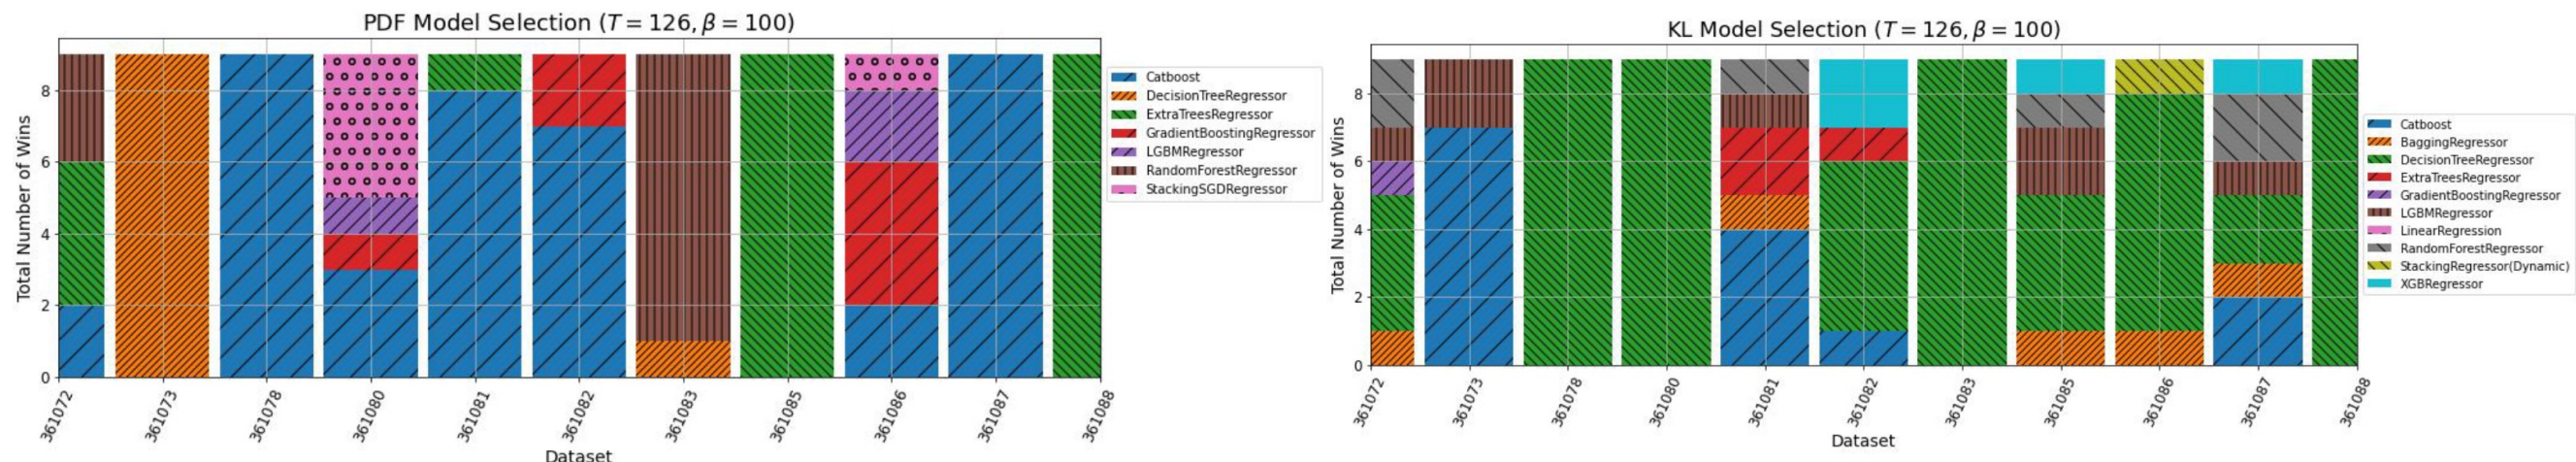 PDF Model Selection (T = 126, β = 100)
Total Number of Wins
8
6
4
2
0
361072
361073
361078
361080
361081
361082
361083
361085
361086
361087
361088
Dataset
Catboost
DecisionTreeRegressor
ExtraTreesRegressor
GradientBoostingRegressor
LGBMRegressor
RandomForestRegressor
StackingSGDRegressor
KL Model Selection (T = 126, β = 100)
Total Number of Wins
8
6
4
2
0
361072
361073
361078
361080
361081
361082
361083
361085
361086
361087
361088
Dataset
Catboost
BaggingRegressor
DecisionTreeRegressor
ExtraTreesRegressor
GradientBoostingRegressor
LGBMRegressor
LinearRegression
RandomForestRegressor
StackingRegressor(Dynamic)
XGBRegressor